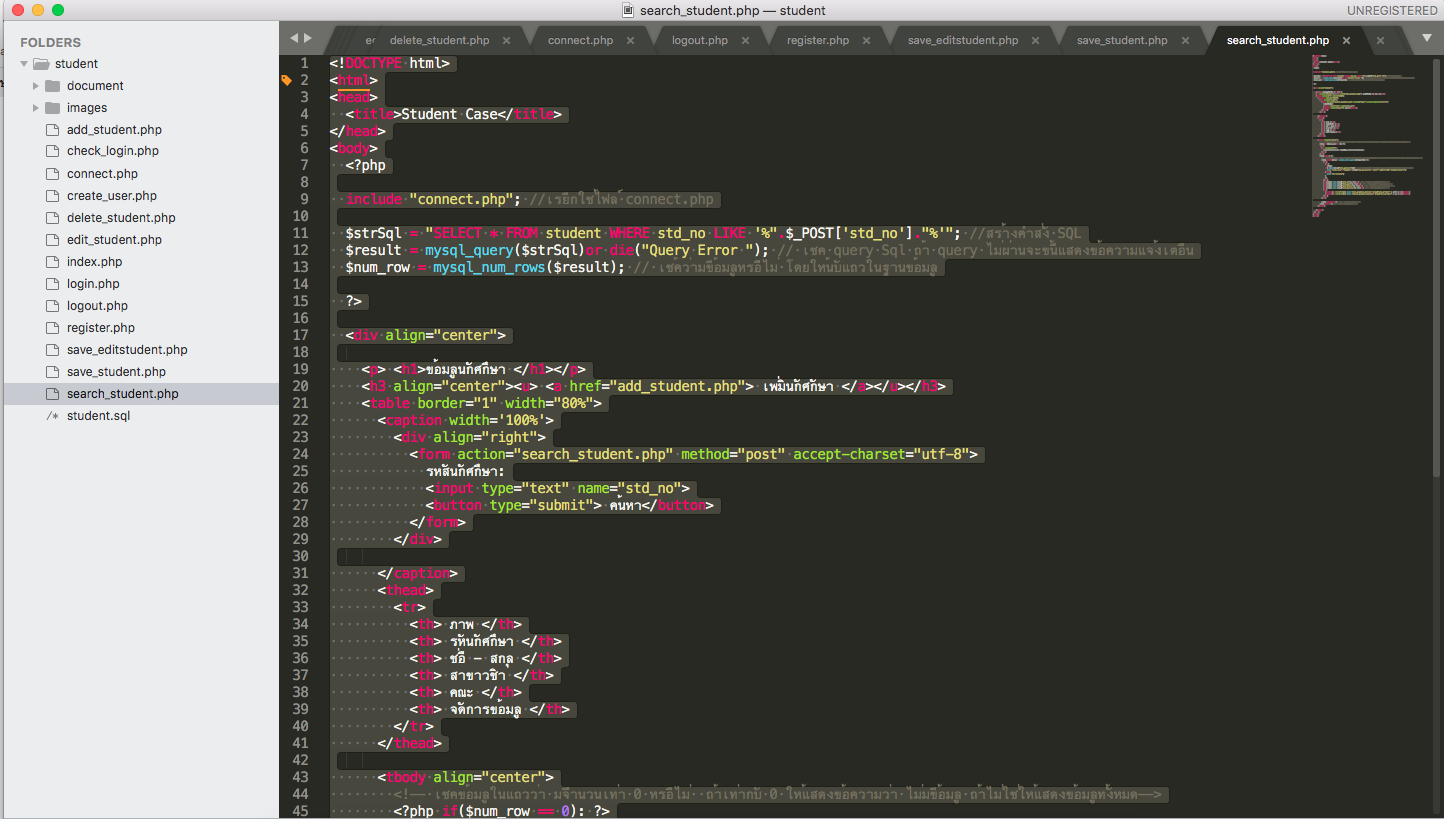 search_student.php — student
UNREGISTERED
FOLDERS
student
document
images
add_student.php
check_login.php
connect.php
create_user.php
delete_student.php
edit_student.php
index.php
login.php
logout.php
register.php
save_editstudent.php
save_student.php
search_student.php
/* student.sql
delete_student.php × connect.php × logout.php × register.php × save_editstudent.php × save_student.php × search_student.php × ×
1 <!DOCTYPE html>
2 <html>
3 <head>
4 <title>Student Case</title>
5 </head>
6 <body>
7 <?php
8
9 include "connect.php"; //เรียกใช้ไฟล์ connect.php
10
11 $strSql = "SELECT * FROM student WHERE std_no LIKE '%".$_POST['std_no']."%'"; //สร้างคำสั่ง SQL
12 $result = mysql_query($strSql)or die("Query Error "); // เช็ค query Sql ถ้า query ไม่ผ่านจะขึ้นแสดงข้อความแจ้งเตือน
13 $num_row = mysql_num_rows($result); // เช้คว่ามีข้อมูลหรือไม่ โดยให้นับแถวในฐานข้อมูล
14
15 ?>
16
17 <div align="center">
18
19 <p> <h1>ข้อมูลนักศึกษา </h1></p>
20 <h3 align="center"><u> <a href="add_student.php"> เพิ่มนักศึกษา </a></u></h3>
21 <table border="1" width="80%">
22 <caption width='100%'>
23 <div align="right">
24 <form action="search_student.php" method="post" accept-charset="utf-8">
25 รหัสนักศึกษา:
26 <input type="text" name="std_no">
27 <button type="submit"> ค้นหา</button>
28 </form>
29 </div>
30
31 </caption>
32 <thead>
33 <tr>
34 <th> ภาพ </th>
35 <th> รหันักศึกษา </th>
36 <th> ชื่อ – สกุล </th>
37 <th> สาขาวิชา </th>
38 <th> คณะ </th>
39 <th> จัดการข้อมูล </th>
40 </tr>
41 </thead>
42
43 <tbody align="center">
44 <!-- เช็คข้อมูลในแถวว่า มีจำนวนเท่า 0 หรือไม่ ถ้าเท่ากับ 0 ให้แสดงข้อความว่า ไม่มีข้อมูล ถ้าไม่ใช่ให้แสดงข้อมูลทั้งหมด-->
45 <?php if($num_row == 0): ?>